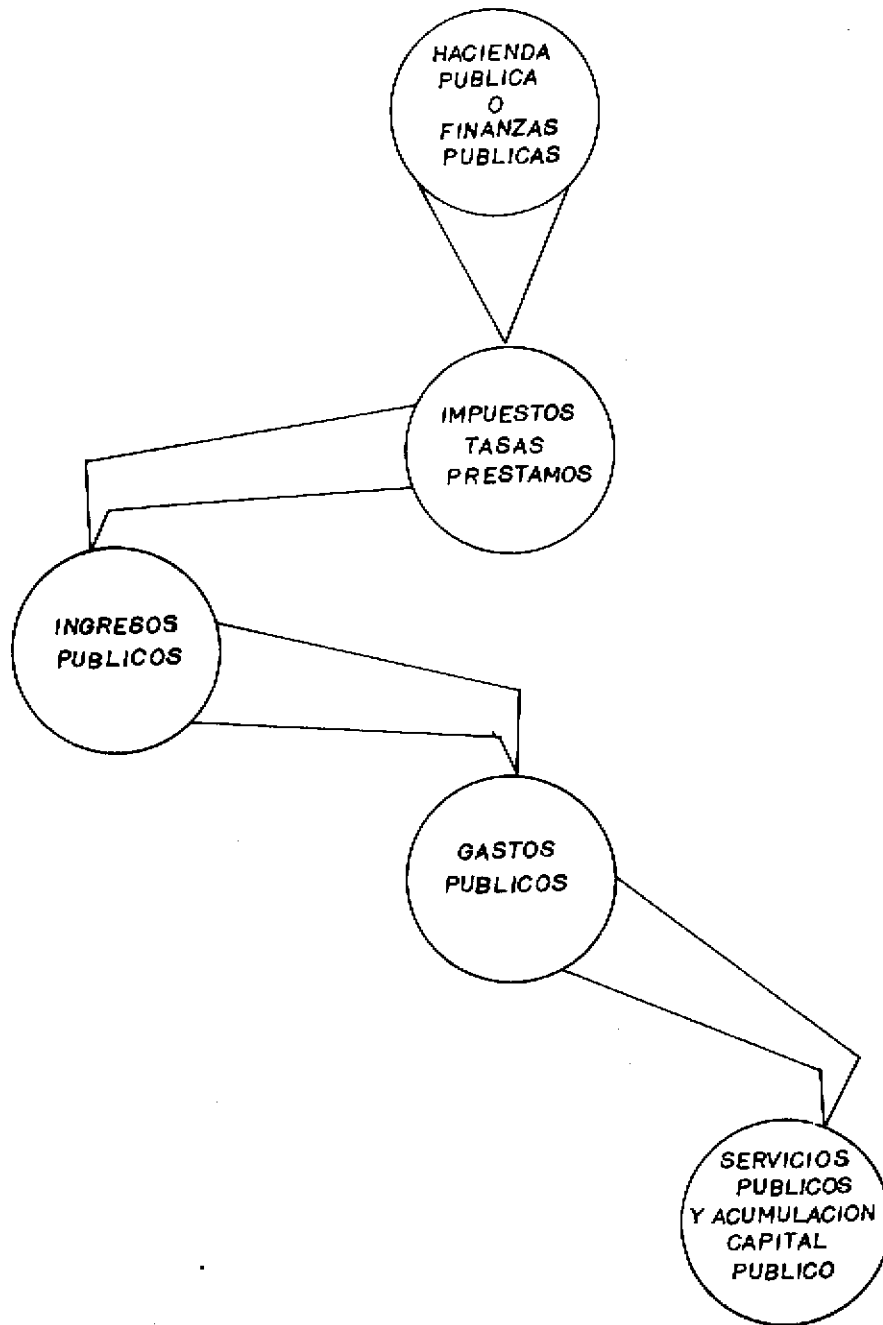 HACIENDA
PUBLICA
O
FINANZAS
PUBLICAS
IMPUESTOS
TASAS
PRESTAMOS
INGRESOS
PUBLICOS
GASTOS
PUBLICOS
SERVICIOS
PUBLICOS
Y ACUMULACION
CAPITAL
PUBLICO